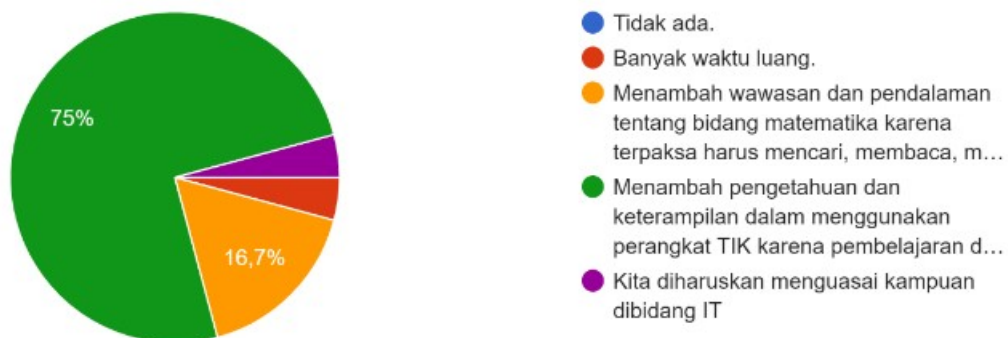 75%
16,7%
Tidak ada.
Banyak waktu luang.
Menambah wawasan dan pendalaman
tentang bidang matematika karena
terpaksa harus mencari, membaca, m...
Menambah pengetahuan dan
keterampilan dalam menggunakan
perangkat TIK karena pembelajaran d...
Kita diharuskan menguasai kampuan
dibidang IT